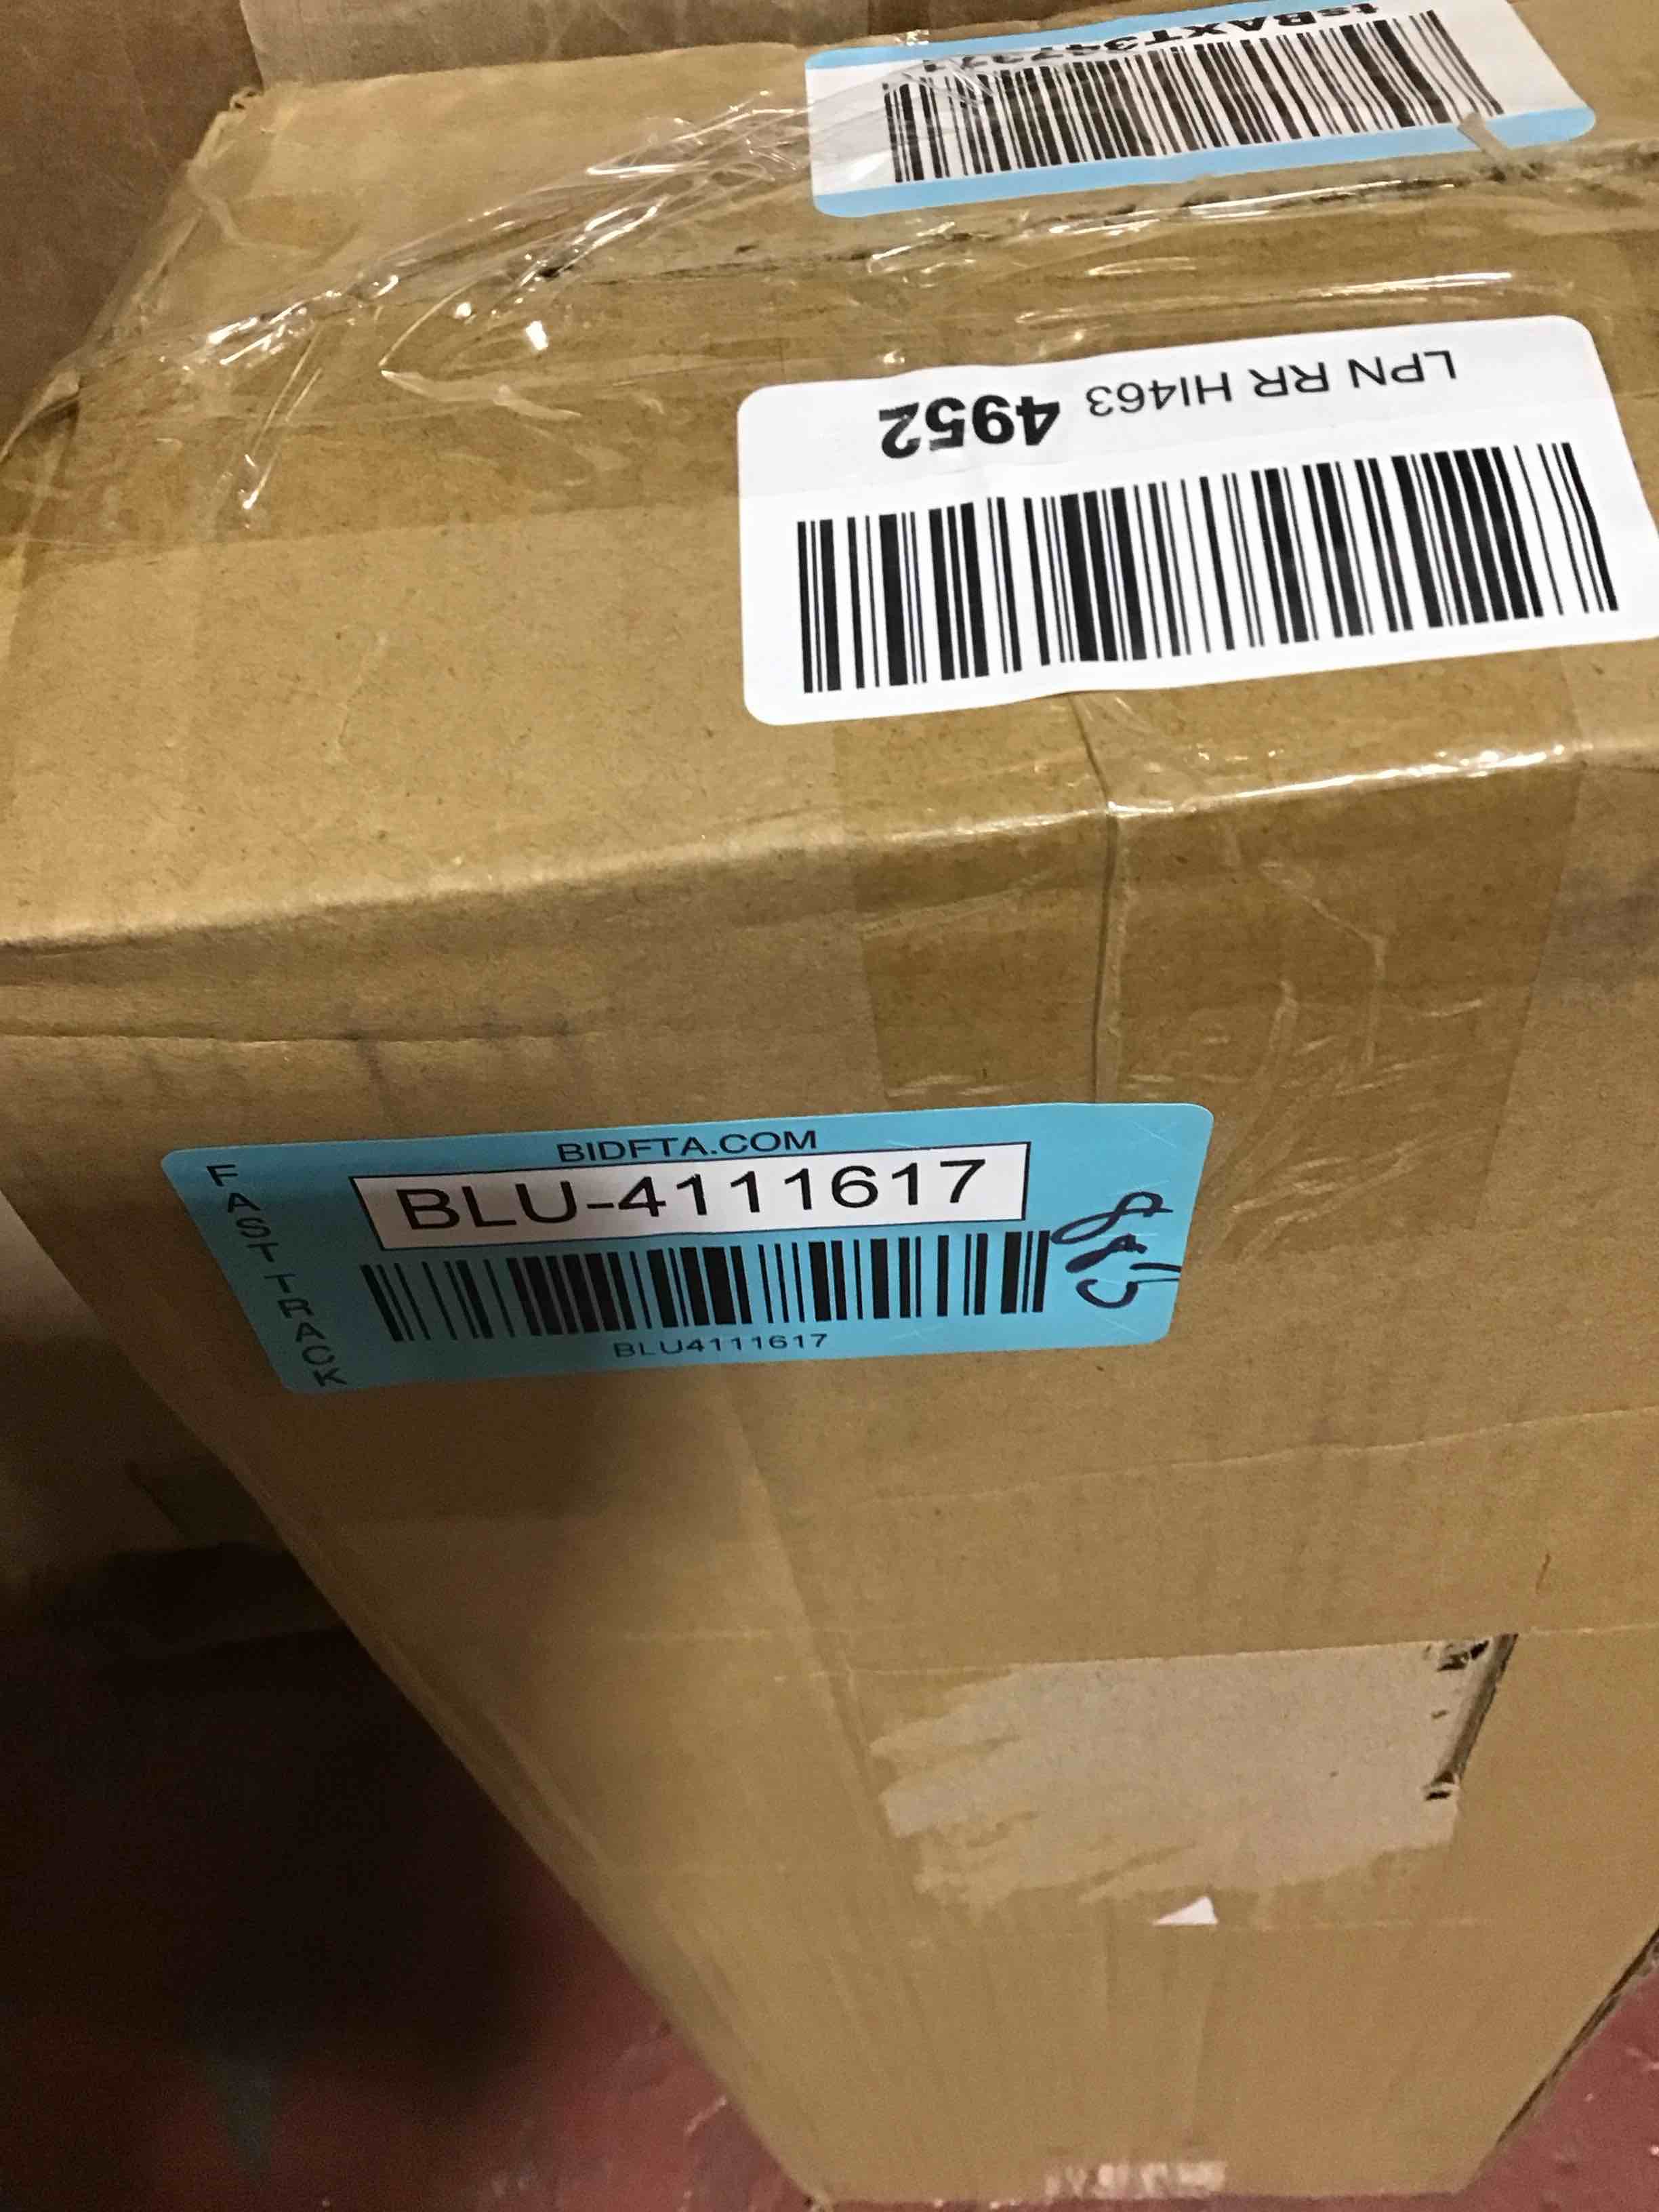 LPN RR HI463 4952
BIDFTA.COM
FAST TRACK
BLU-4111617
BLU4111617